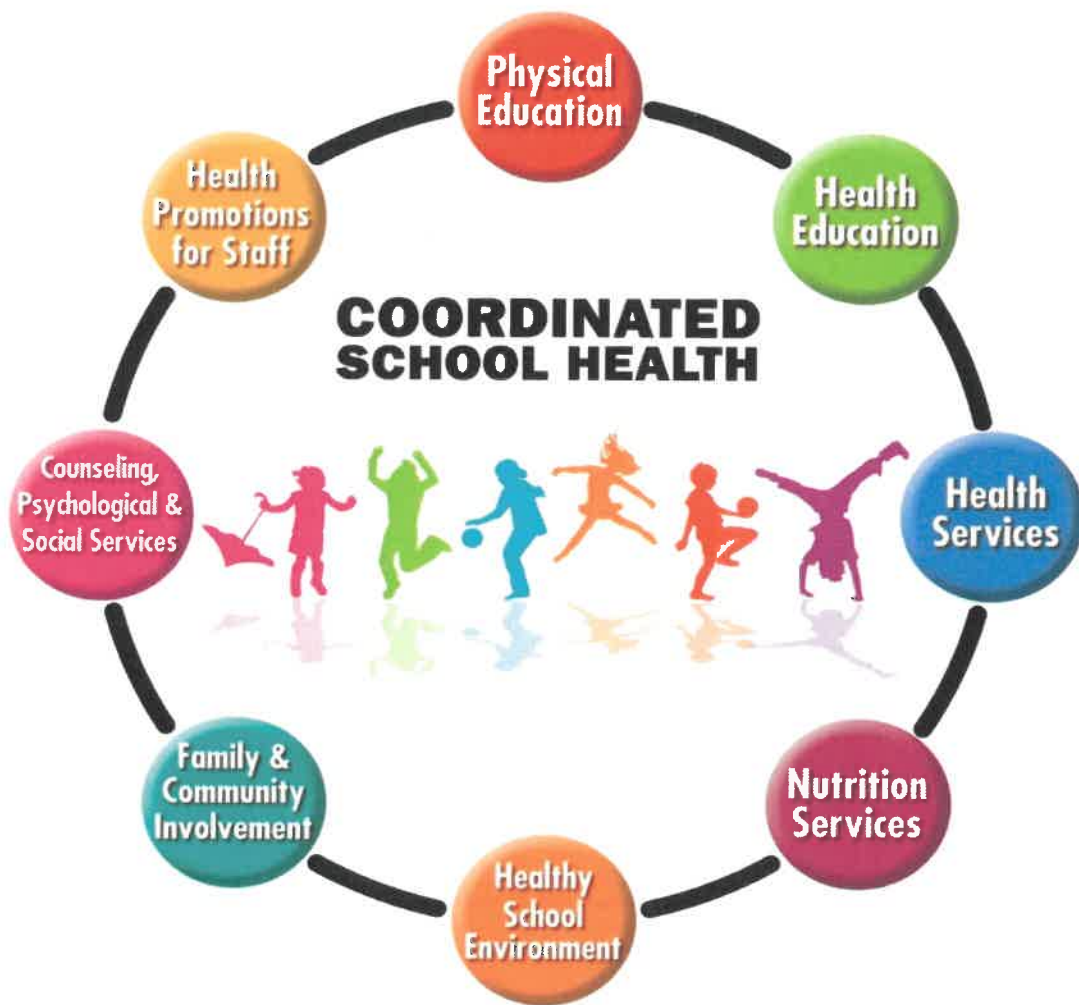 Physical
Education
Health
Education
Health
Services
Nutrition
Services
Healthy
School
Environment
Family &
Community
Involvement
Counseling,
Psychological &
Social Services
Health
Promotions
for Staff
COORDINATED
SCHOOL HEALTH